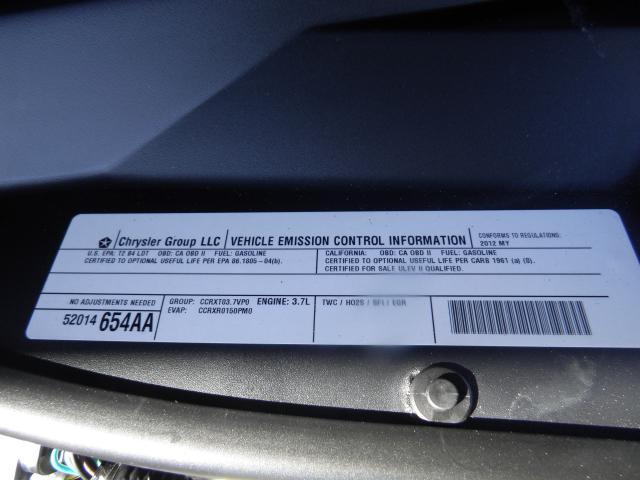 Chrysler Group LLC VEHICLE EMISSION CONTROL INFORMATION
CONFORMS TO REGULATIONS:
2012 MY
U.S. EPA: T2 B4 LDT OBD: CA OBD II FUEL: GASOLINE
CERTIFIED TO OPTIONAL USEFUL LIFE PER EPA 86.1805-04(b).
CALIFORNIA: OBD: CA OBD II FUEL: GASOLINE
CERTIFIED TO OPTIONAL USEFUL LIFE PER CARB 1961 (a) (8).
CERTIFIED FOR SALE ULEV II QUALIFIED.
NO ADJUSTMENTS NEEDED
52014 654AA
GROUP: CCRXT03.7VP0 ENGINE: 3.7L
EVAP: CCRXR0150PM0
TWC / HO2S / SFI / EGR